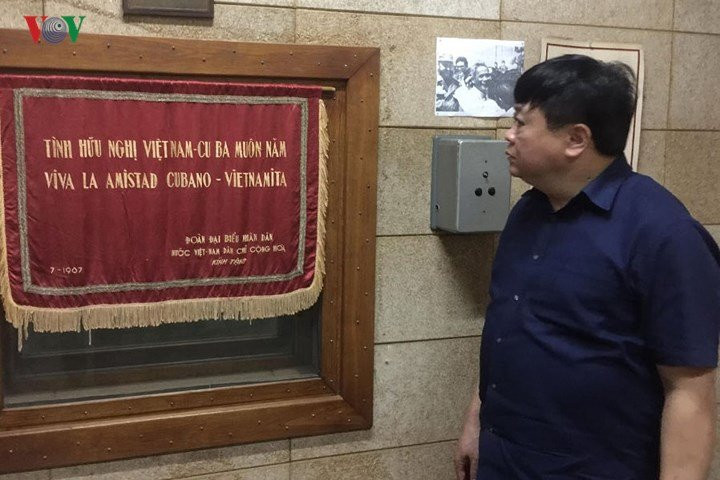 VOV
TÌNH HỮU NGHỊ VIỆT NAM-CU BA MUÔN NĂM
VIVA LA AMISTAD CUBANO - VIETNAMITA
ĐOÀN ĐẠI BIỂU NHÂN DÂN
NƯỚC VIỆT-NAM DÂN CHỦ CỘNG HOÀ
KÍNH TẶNG
7-1967